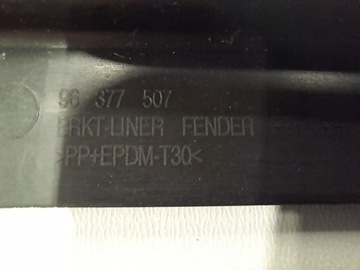 96 377 507
BRKT-LINER FENDER
>PP+EPDM-T30<